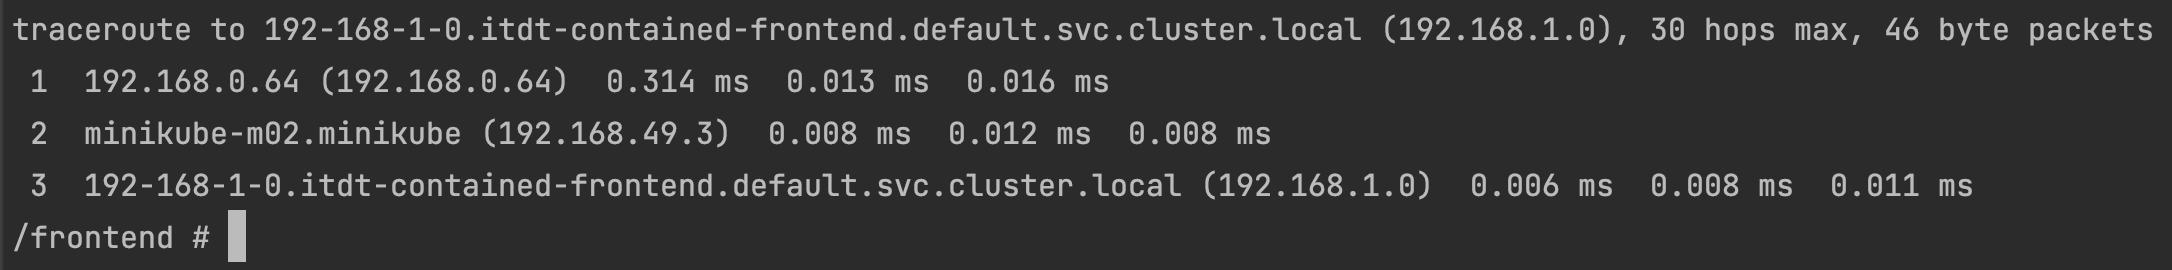 traceroute to 192-168-1-0.itdt-contained-frontend.default.svc.cluster.local (192.168.1.0), 30 hops max, 46 byte packets
 1  192.168.0.64 (192.168.0.64)  0.314 ms  0.013 ms  0.016 ms
 2  minikube-m02.minikube (192.168.49.3)  0.008 ms  0.012 ms  0.008 ms
 3  192-168-1-0.itdt-contained-frontend.default.svc.cluster.local (192.168.1.0)  0.006 ms  0.008 ms  0.011 ms
/frontend #